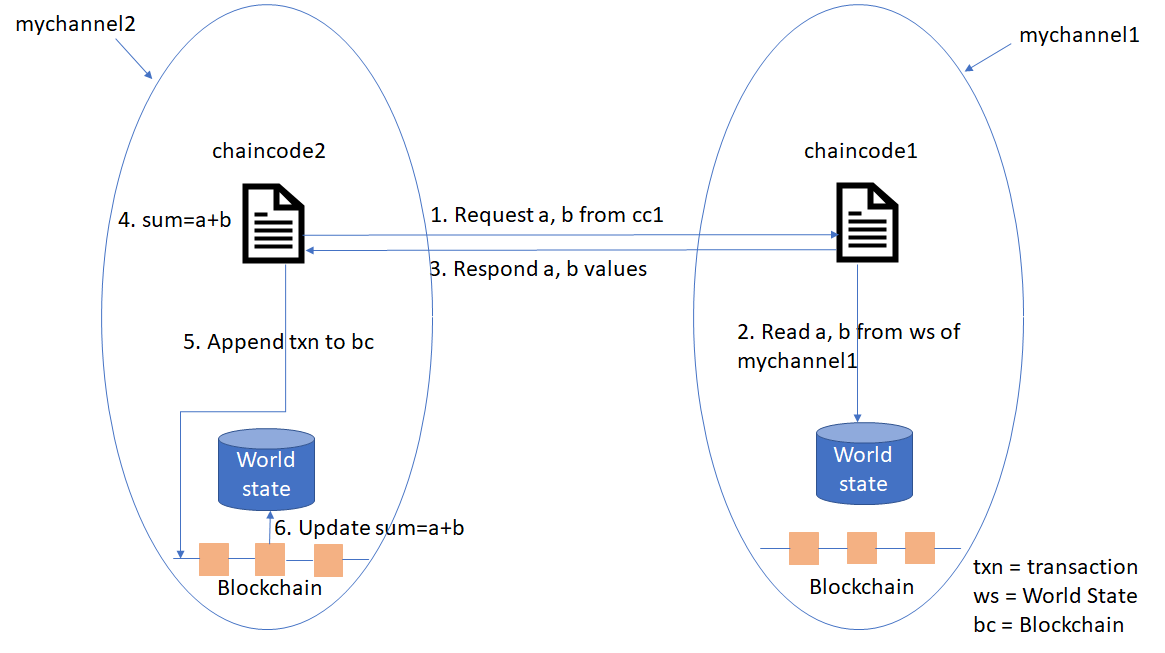 mychannel2
mychannel1
chaincode2
chaincode1
4. sum=a+b
1. Request a, b from cc1
3. Respond a, b values
5. Append txn to bc
2. Read a, b from ws of
mychannel1
World
state
World
state
6. Update sum=a+b
Blockchain
Blockchain
txn = transaction
ws = World State
bc = Blockchain